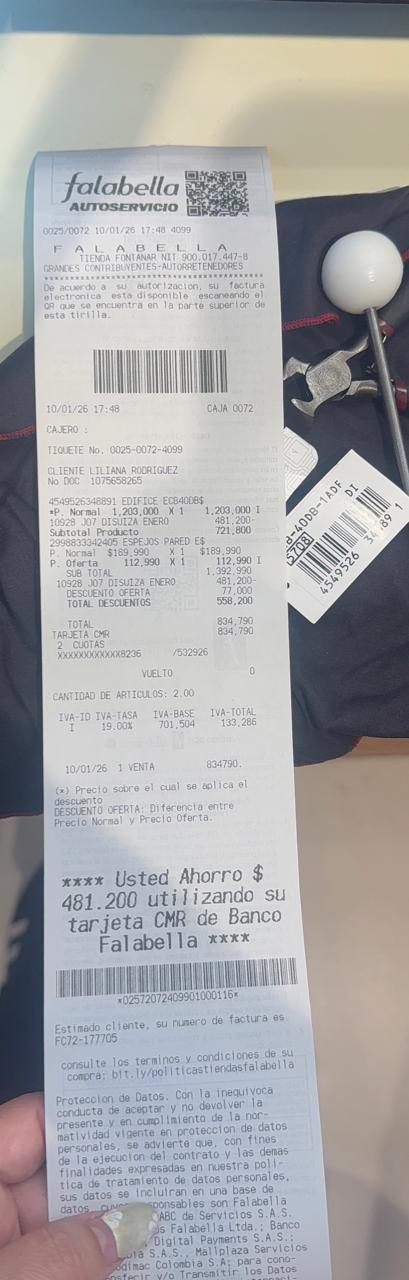 falabella
AUTOSERVICIO
0025/0072 10/01/26 17:48 4099
F A L A B E L L A
TIENDA FONTANAR NIT 900.017.447-8
GRANDES CONTRIBUYENTES-AUTORRETENEDORES
De acuerdo a su autorizacion, su factura
electronica esta disponible escaneando el
QR que se encuentra en la parte superior de
esta tirilla.
10/01/26 17:48 CAJA 0072
CAJERO :
TIQUETE No. 0025-0072-4099
CLIENTE LILIANA RODRIGUEZ
No DOC 1075658265
4549526348891 EDIFICE ECB40DB$
*P. Normal 1,203,000 X 1 1,203,000 I
10928 J07 DISUIZA ENERO 481,200-
Subtotal Producto 721,800
2998833342405 ESPEJOS PARED E$
P. Normal $189,990 X 1 $189,990
P. Oferta 112,990 X 1 112,990 I
SUB TOTAL 1,392,990
10928 J07 DISUIZA ENERO 481,200-
DESCUENTO OFERTA 77,000
TOTAL DESCUENTOS 558,200
TOTAL 834,790
TARJETA CMR 834,790
2 CUOTAS
XXXXXXXXXXXX8236 /532926
VUELTO 0
CANTIDAD DE ARTICULOS: 2.00
IVA-ID IVA-TASA IVA-BASE IVA-TOTAL
I 19.00% 701,504 133,286
10/01/26 1 VENTA 834790.
(*) Precio sobre el cual se aplica el
descuento
DESCUENTO OFERTA: Diferencia entre
Precio Normal y Precio Oferta.
**** Usted Ahorro $
481.200 utilizando su
tarjeta CMR de Banco
Falabella ****
*02572072409901000116*
Estimado cliente, su numero de factura es
FC72-177705
consulte los terminos y condiciones de su
compra: bit.ly/politicastiendasfalabella
Proteccion de Datos. Con la inequivoca
conducta de aceptar y no devolver la
presente y en cumplimiento de la nor-
matividad vigente en proteccion de datos
personales, se advierte que, con fines
de la ejecucion del contrato y las demas
finalidades expresadas en nuestra poli-
tica de tratamiento de datos personales,
sus datos se incluiran en una base de
datos, responsables son Falabella
ABC de Servicios S.A.S.
Falabella Ltda.; Banco
Digital Payments S.A.;
S.A.S., Mallplaza Servicios
Colombia S.A; para cono-
y/o Transmitir los Datos
-40DB-1ADF
5708 DI
4549526 34 89 1